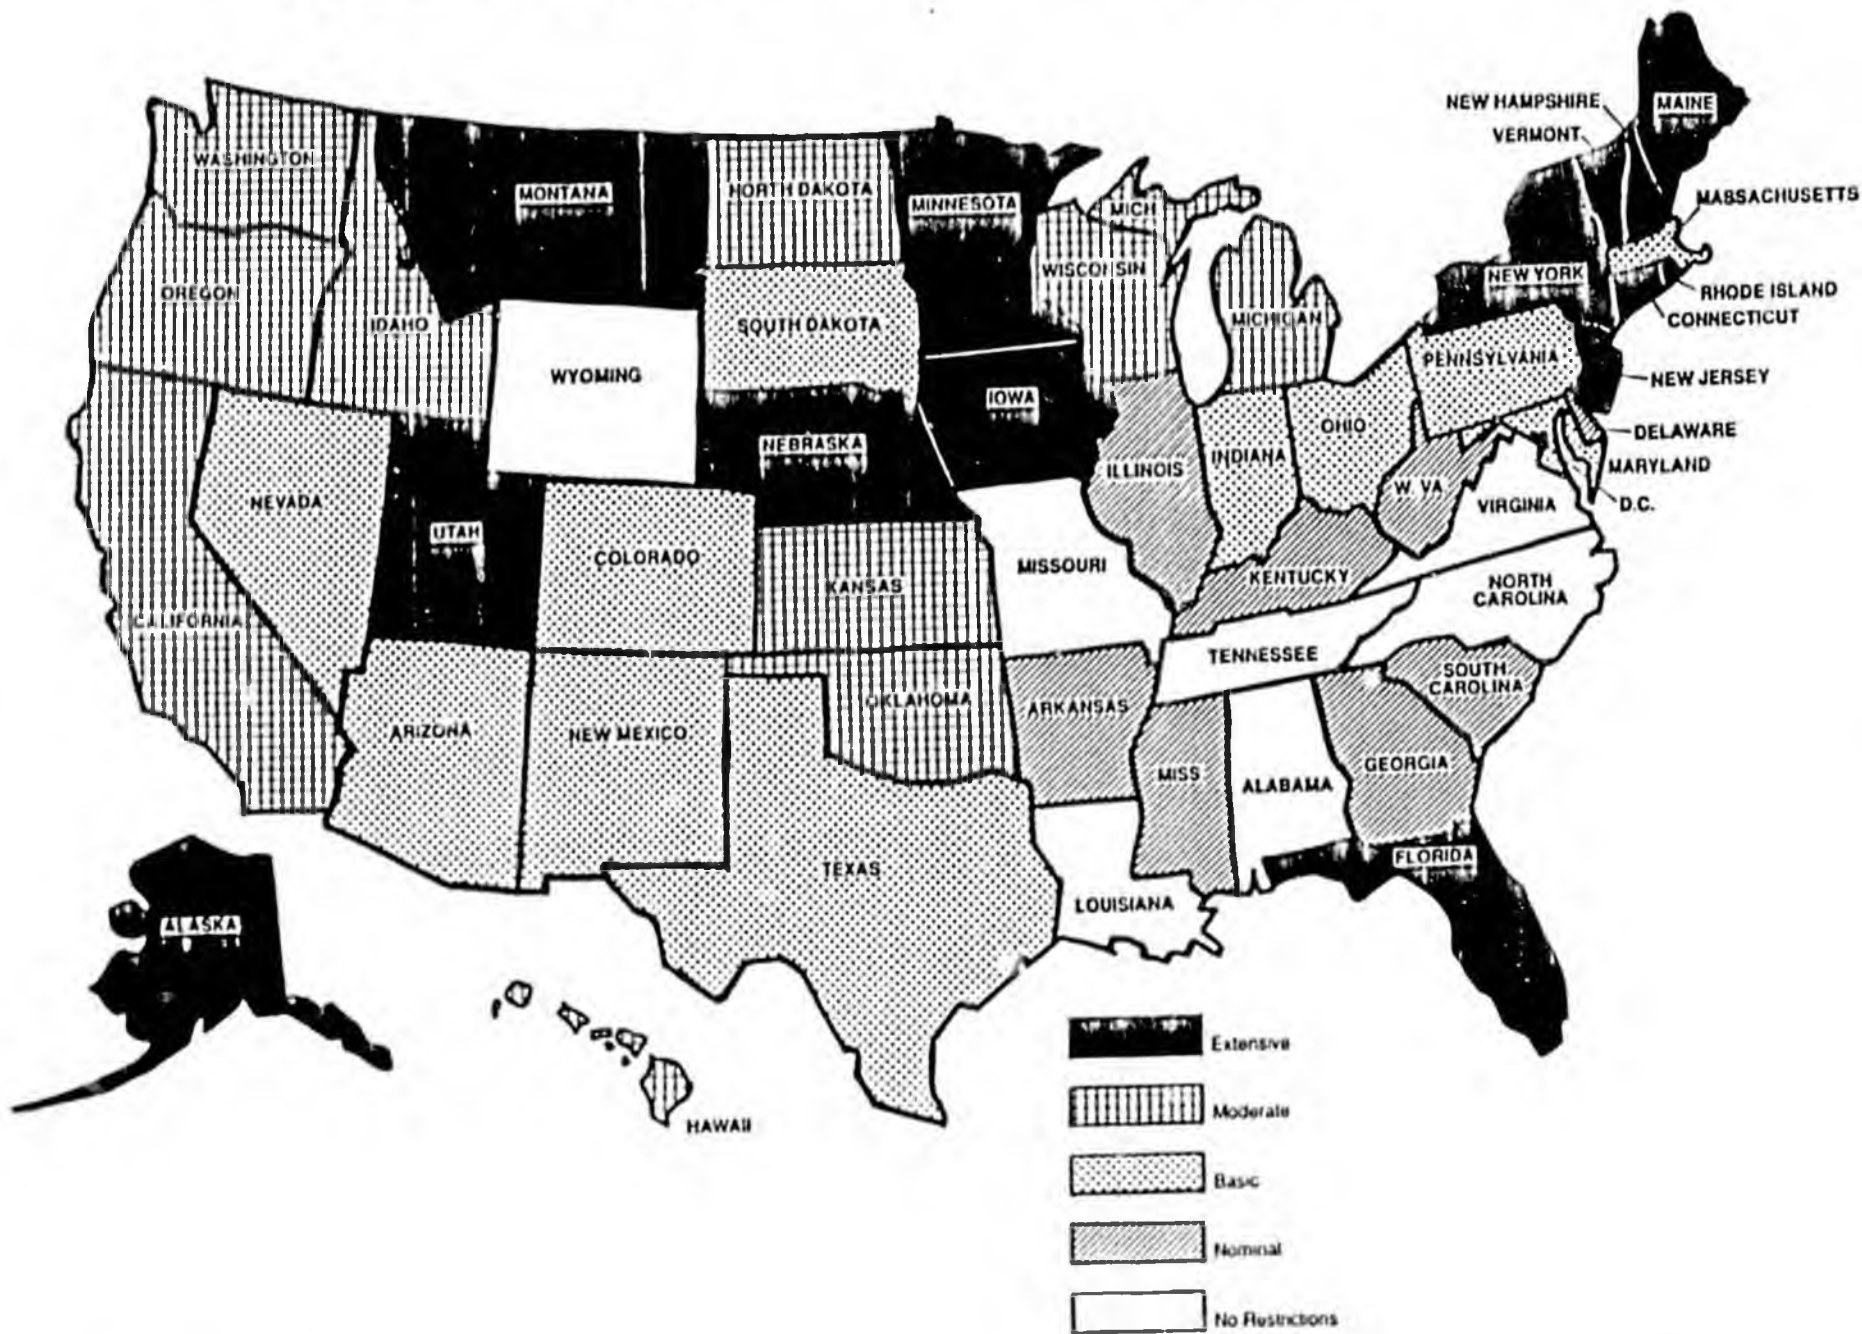 NEW HAMPSHIRE
VERMONT
MAINE
WASHINGTON
MONTANA
NORTH DAKOTA
MINNESOTA
MICH
MASSACHUSETTS
OREGON
IDAHO
WISCONSIN
NEW YORK
RHODE ISLAND
CONNECTICUT
SOUTH DAKOTA
MICHIGAN
WYOMING
PENNSYLVANIA
NEW JERSEY
IOWA
NEBRASKA
OHIO
DELAWARE
ILLINOIS
INDIANA
MARYLAND
NEVADA
W. VA
VIRGINIA
D.C.
UTAH
COLORADO
KANSAS
MISSOURI
KENTUCKY
NORTH
CAROLINA
CALIFORNIA
TENNESSEE
SOUTH
CAROLINA
ARIZONA
NEW MEXICO
OKLAHOMA
ARKANSAS
MISS
ALABAMA
GEORGIA
TEXAS
LOUISIANA
FLORIDA
ALASKA
HAWAII
Extensive
Moderate
Basic
Nominal
No Restrictions